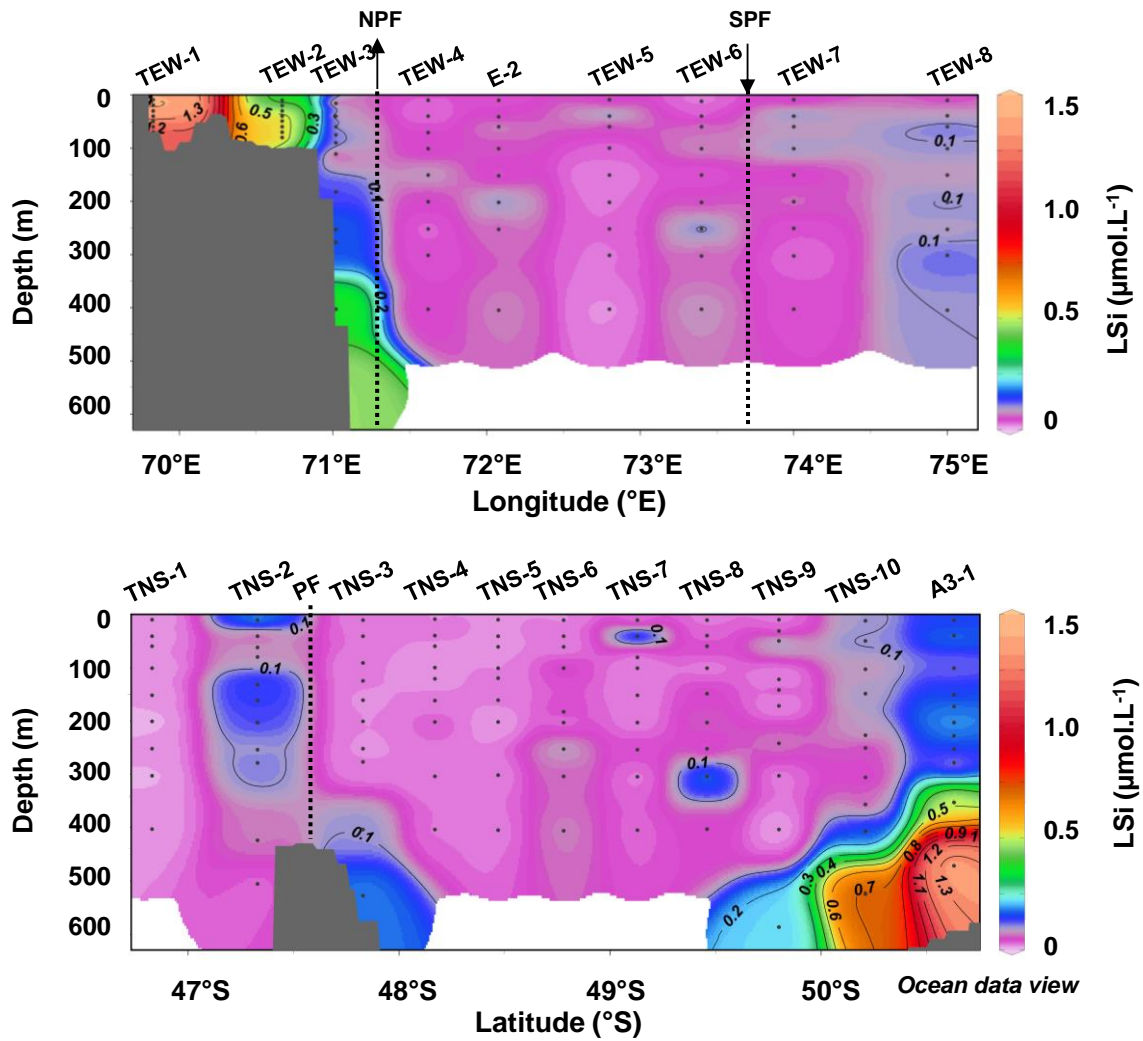 NPF SPF
TEW-1 TEW-2 TEW-3 TEW-4 E-2 TEW-5 TEW-6 TEW-7 TEW-8
0
100
200
300
400
500
600
Depth (m)
1.3 0.5 0.3 0.6 .2
0.1 0.2
0.1 0.1 0.1
70°E 71°E 72°E 73°E 74°E 75°E
Longitude (°E)
1.5
1.0
0.5
0
LSi (µmol.L⁻¹)
TNS-1 TNS-2 PF TNS-3 TNS-4 TNS-5 TNS-6 TNS-7 TNS-8 TNS-9 TNS-10 A3-1
0
100
200
300
400
500
600
Depth (m)
0.1 0.1 0.1 0.1
0.1 0.1
0.5 0.9 1
0.8 1.2
0.3 0.4 0.7 1.1 1.3
0.2 0.6
47°S 48°S 49°S 50°S
Latitude (°S)
1.5
1.0
0.5
0
LSi (µmol.L⁻¹)
Ocean data view